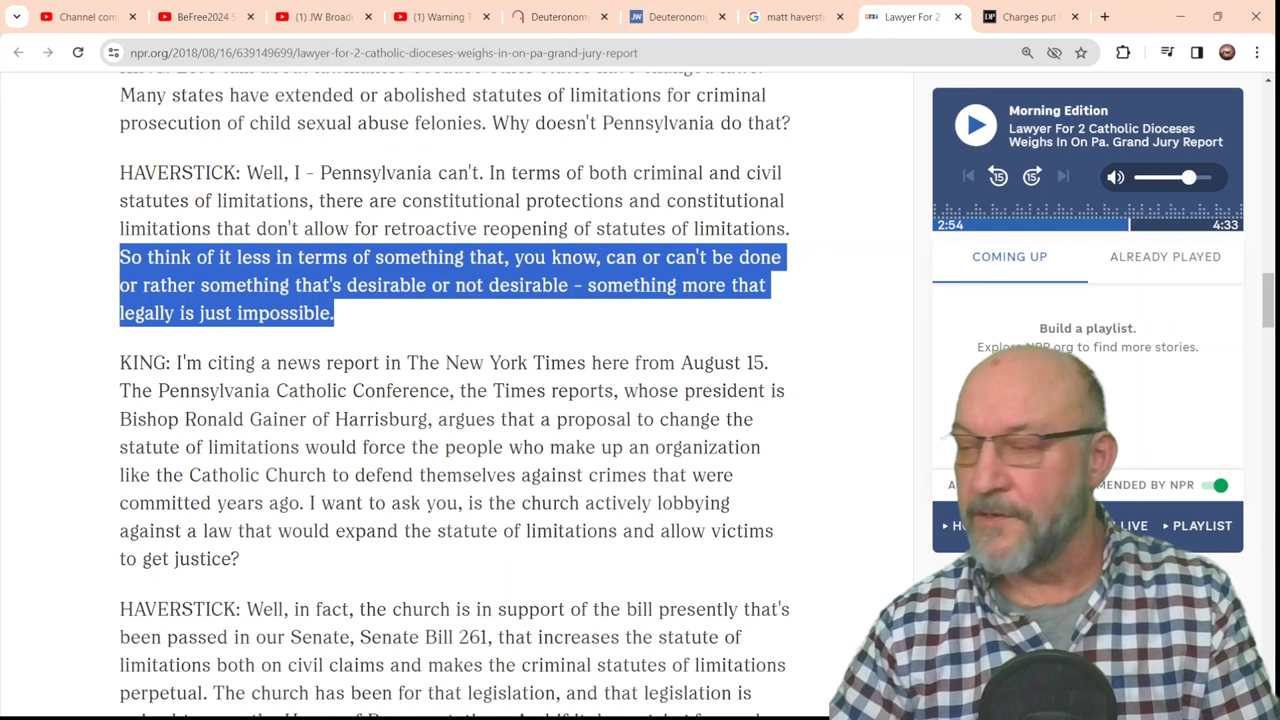 Channel com
BeFree2024 S
(1) JW Broad
(1) Warning T
Deuteronomy
Deuteronomy
matt haversti
Lawyer For 2
Charges put
npr.org/2018/08/16/639149699/lawyer-for-2-catholic-dioceses-weighs-in-on-pa-grand-jury-report
Many states have extended or abolished statutes of limitations for criminal
prosecution of child sexual abuse felonies. Why doesn't Pennsylvania do that?
HAVERSTICK: Well, I - Pennsylvania can't. In terms of both criminal and civil
statutes of limitations, there are constitutional protections and constitutional
limitations that don't allow for retroactive reopening of statutes of limitations.
So think of it less in terms of something that, you know, can or can't be done
or rather something that's desirable or not desirable - something more that
legally is just impossible.
KING: I'm citing a news report in The New York Times here from August 15.
The Pennsylvania Catholic Conference, the Times reports, whose president is
Bishop Ronald Gainer of Harrisburg, argues that a proposal to change the
statute of limitations would force the people who make up an organization
like the Catholic Church to defend themselves against crimes that were
committed years ago. I want to ask you, is the church actively lobbying
against a law that would expand the statute of limitations and allow victims
to get justice?
HAVERSTICK: Well, in fact, the church is in support of the bill presently that's
been passed in our Senate, Senate Bill 261, that increases the statute of
limitations both on civil claims and makes the criminal statutes of limitations
perpetual. The church has been for that legislation, and that legislation is
Morning Edition
Lawyer For 2 Catholic Dioceses
Weighs In On Pa. Grand Jury Report
15
15
2:54
4:33
COMING UP
ALREADY PLAYED
Build a playlist.
Explore NPR.org to find more stories.
MENDED BY NPR
LIVE
PLAYLIST